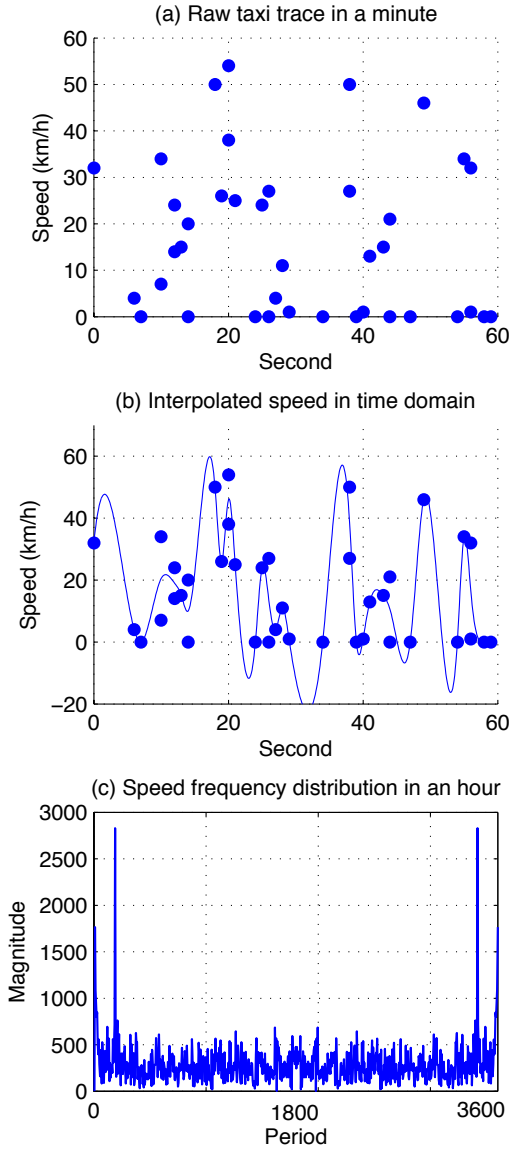 (a) Raw taxi trace in a minute
60
50
40
30
20
10
0
Speed (km/h)
0 20 40 60
Second
(b) Interpolated speed in time domain
60
40
20
0
−20
Speed (km/h)
0 20 40 60
Second
(c) Speed frequency distribution in an hour
3000
2500
2000
1500
1000
500
0
Magnitude
0 1800 3600
Period